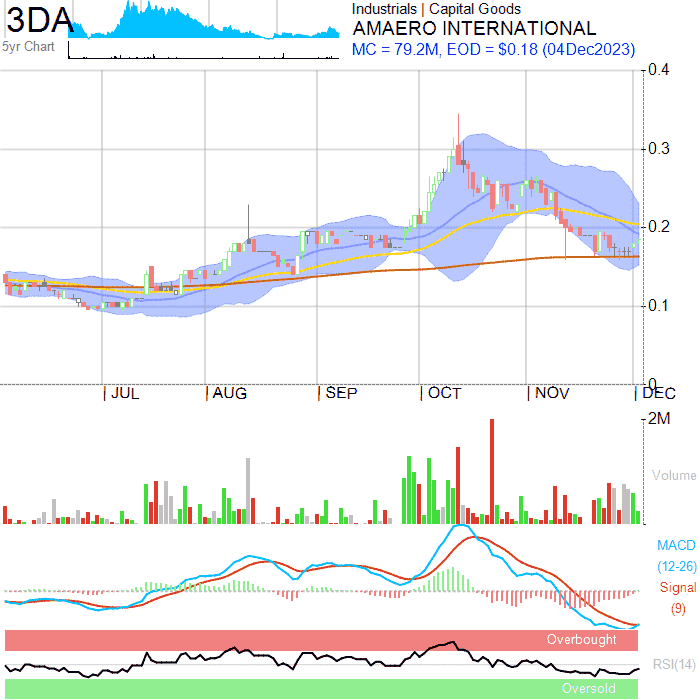 3DA
5yr Chart
Industrials | Capital Goods
AMAERO INTERNATIONAL
MC = 79.2M, EOD = $0.18 (04Dec2023)
0.4
0.3
0.2
0.1
0
JUL
AUG
SEP
OCT
NOV
DEC
2M
Volume
MACD
(12-26)
Signal
(9)
Overbought
RSI(14)
Oversold